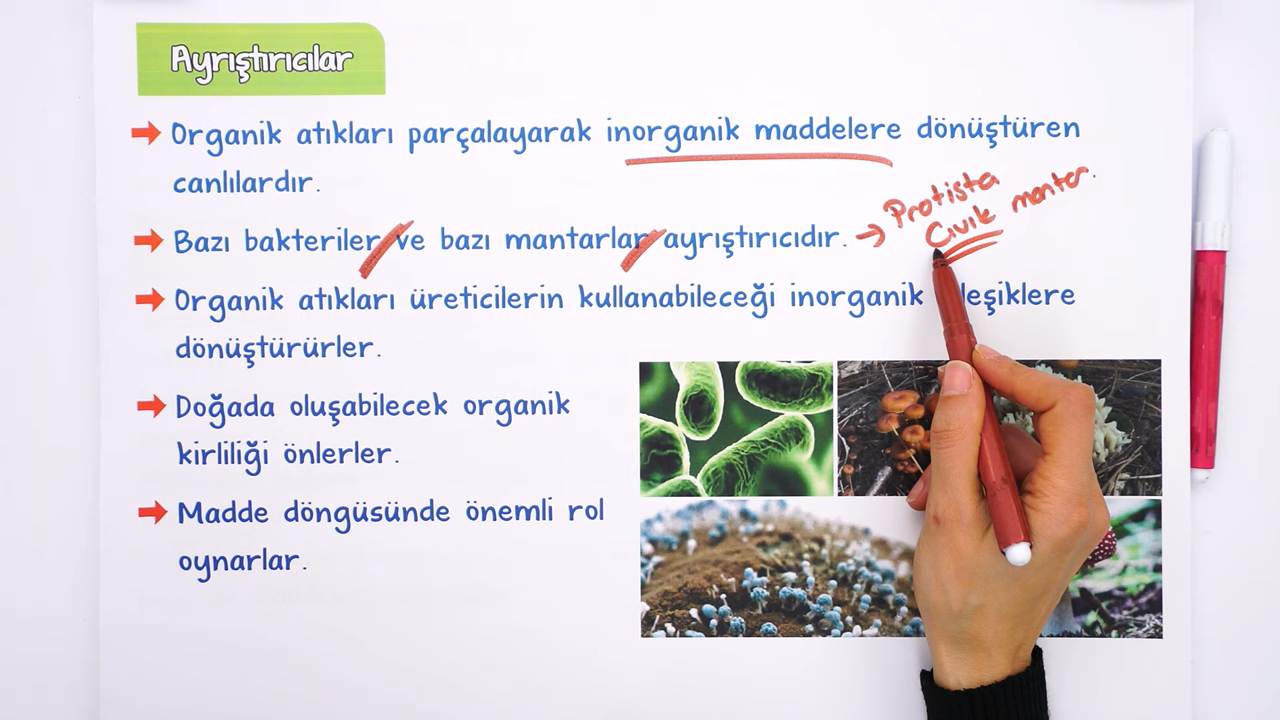 Ayrıştırıcılar
Organik atıkları parçalayarak inorganik maddelere dönüştüren
canlılardır.
Bazı bakteriler ve bazı mantarlar ayrıştırıcıdır.
Protista
Cıvık mantar.
Organik atıkları üreticilerin kullanabileceği inorganik leşiklere
dönüştürürler.
Doğada oluşabilecek organik
kirliliği önlerler.
Madde döngüsünde önemli rol
oynarlar.